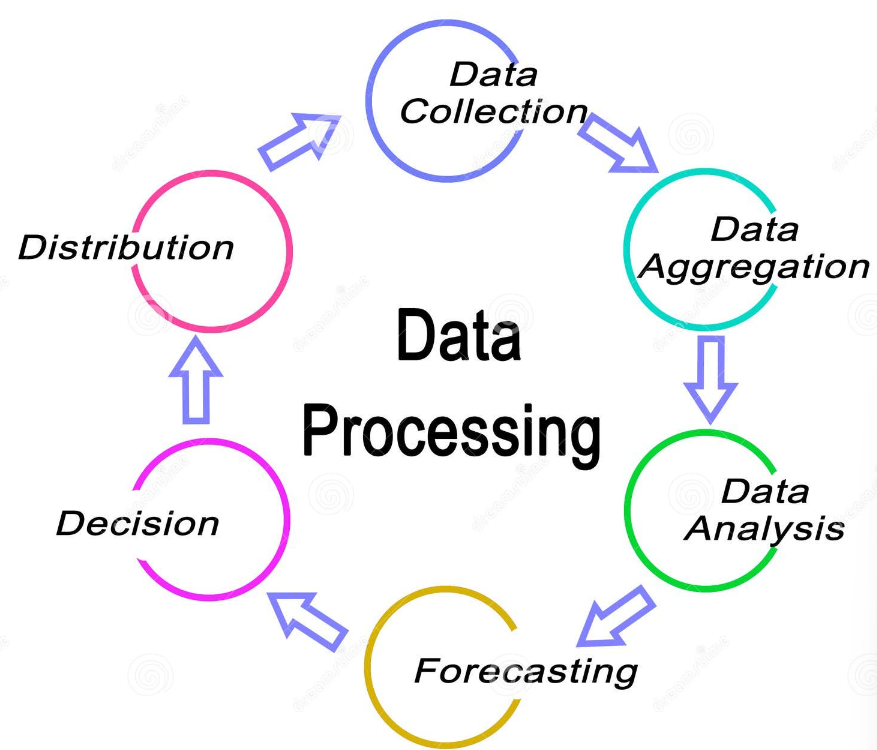 Data
Collection
Data
Aggregation
Data
Analysis
Forecasting
Decision
Distribution
Data
Processing